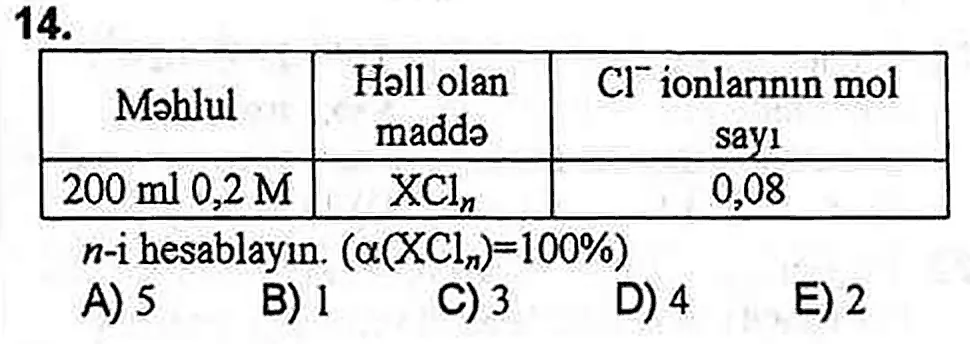 14.
Məhlul
Həll olan
maddə
Cl⁻ ionlarının mol
sayı
200 ml 0,2 M
XClₙ
0,08
n-i hesablayın. (α(XClₙ)=100%)
A) 5 B) 1 C) 3 D) 4 E) 2